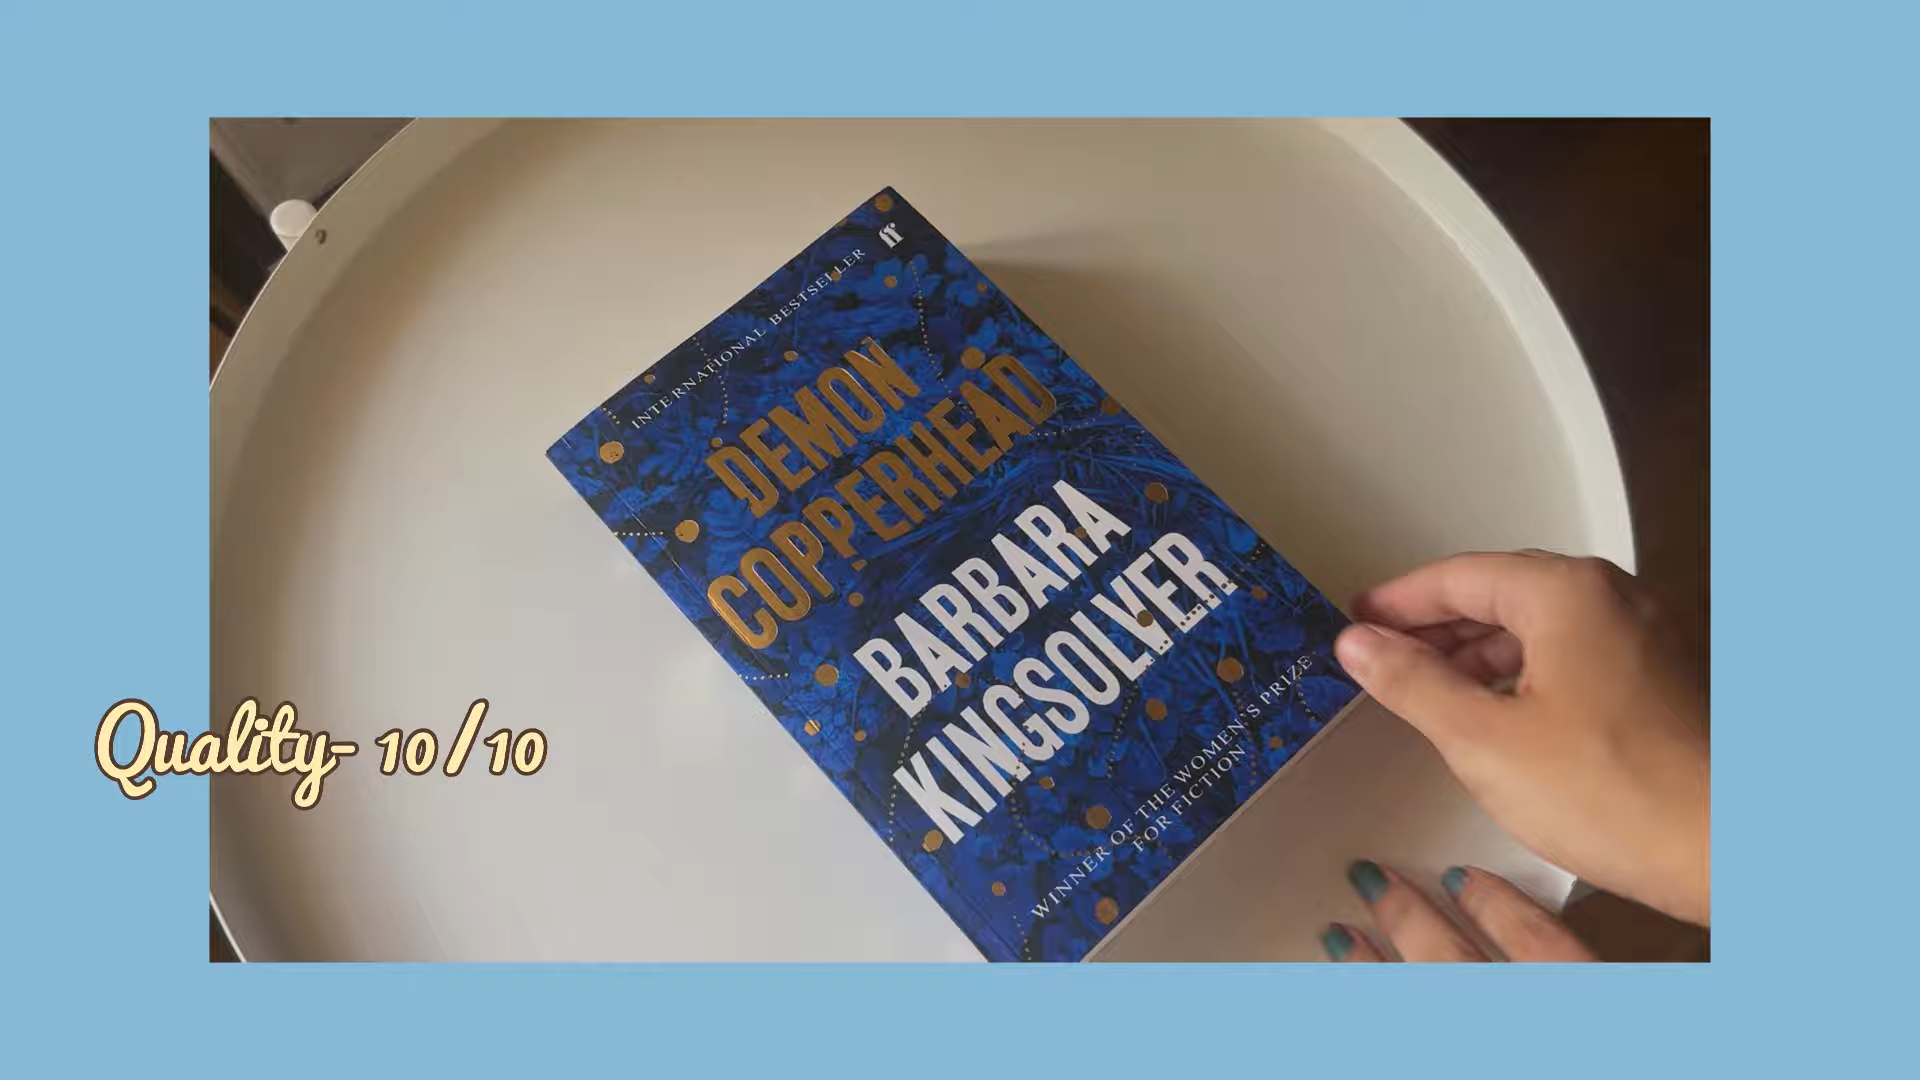 ff
INTERNATIONAL BESTSELLER
DEMON
COPPERHEAD
BARBARA
KINGSOLVER
WINNER OF THE WOMEN'S PRIZE
FOR FICTION
Quality- 10/10